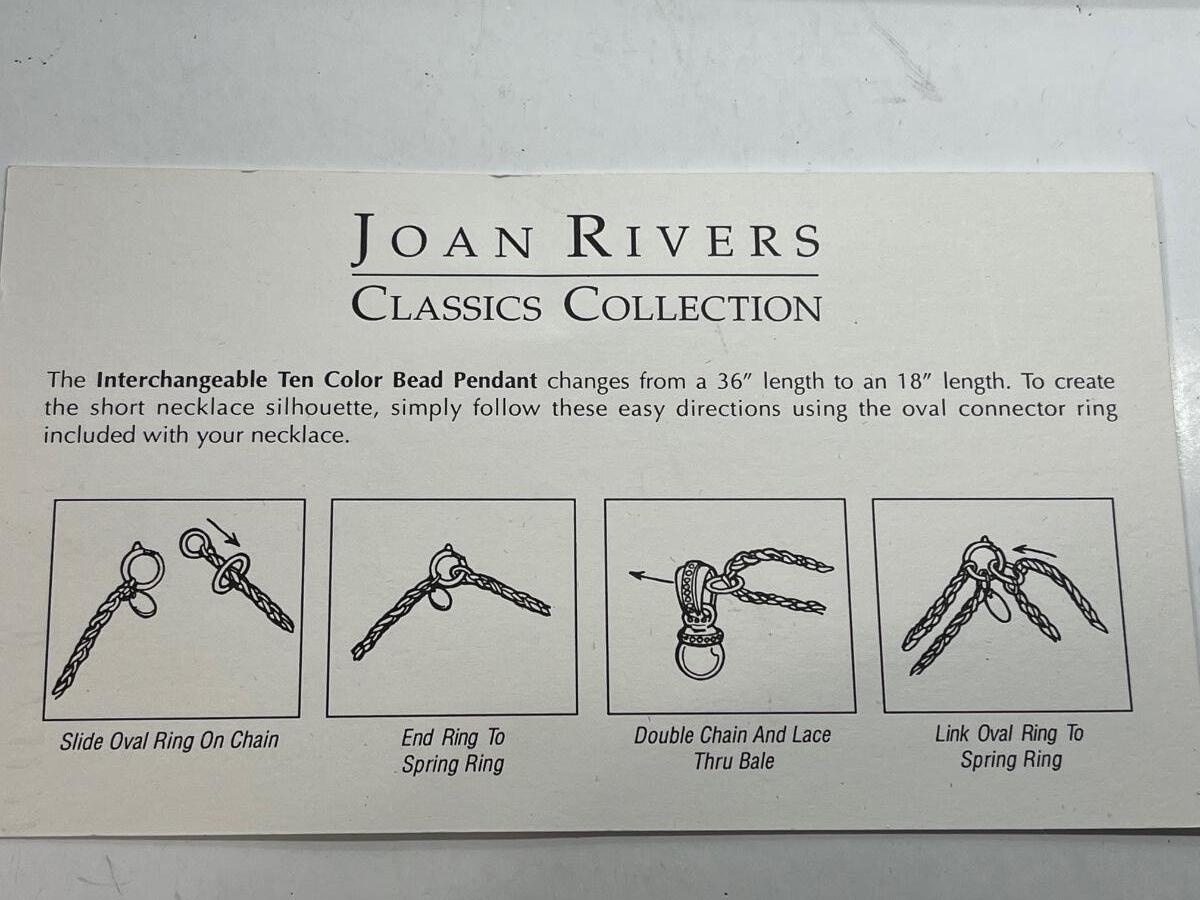 JOAN RIVERS
CLASSICS COLLECTION
The Interchangeable Ten Color Bead Pendant changes from a 36″ length to an 18″ length. To create
the short necklace silhouette, simply follow these easy directions using the oval connector ring
included with your necklace.
Slide Oval Ring On Chain
End Ring To
Spring Ring
Double Chain And Lace
Thru Bale
Link Oval Ring To
Spring Ring